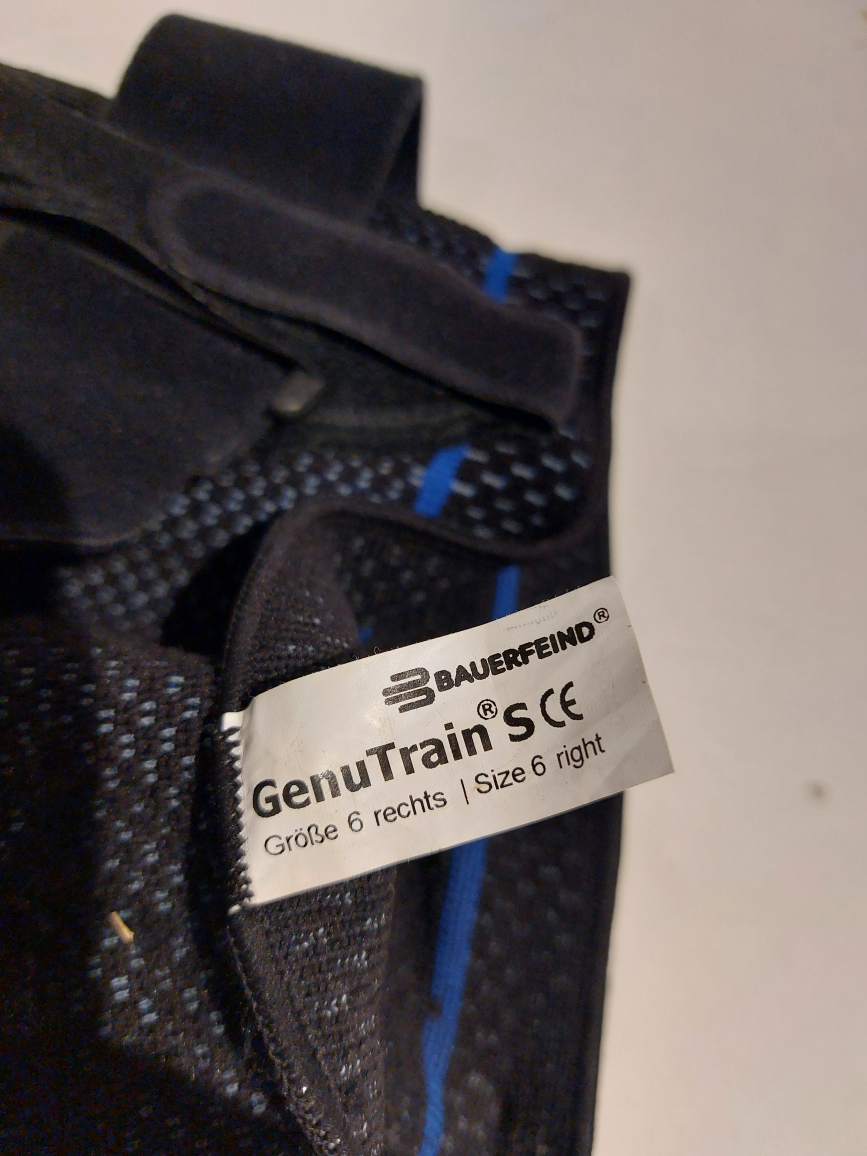 BAUERFEIND®
GenuTrain® S CE
Größe 6 rechts | Size 6 right